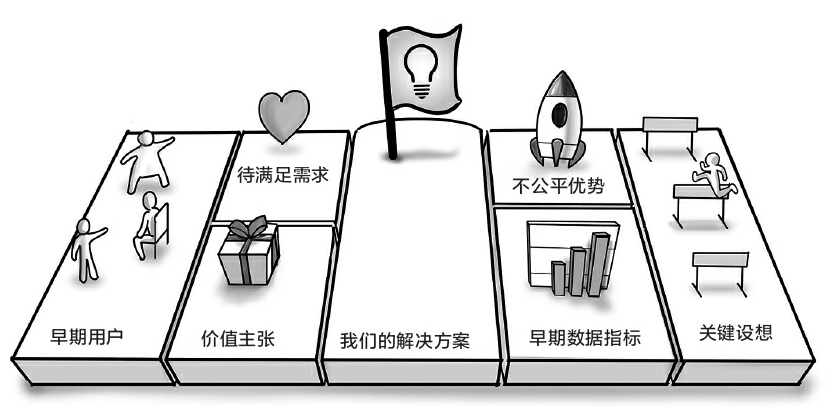 待满足需求
不公平优势
早期用户
价值主张
我们的解决方案
早期数据指标
关键设想